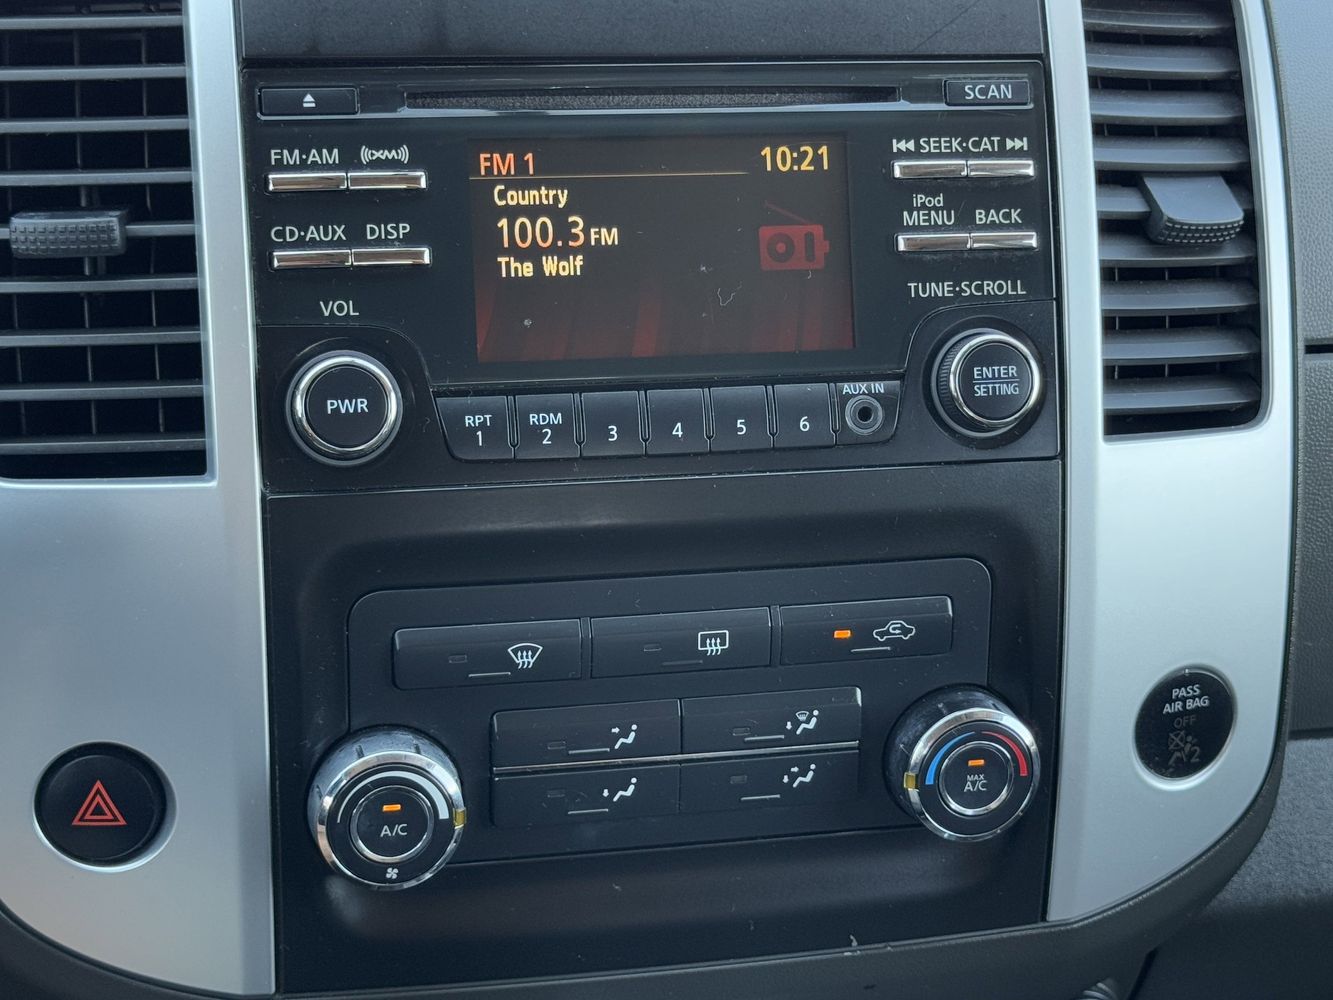 SCAN
FM·AM
((XM))
SEEK·CAT
FM 1
10:21
Country
iPod
MENU
BACK
CD·AUX
DISP
100.3 FM
The Wolf
TUNE·SCROLL
VOL
PWR
ENTER
SETTING
RPT
1
RDM
2
3
4
5
6
AUX IN
PASS
AIR BAG
OFF
2
A/C
MAX
A/C